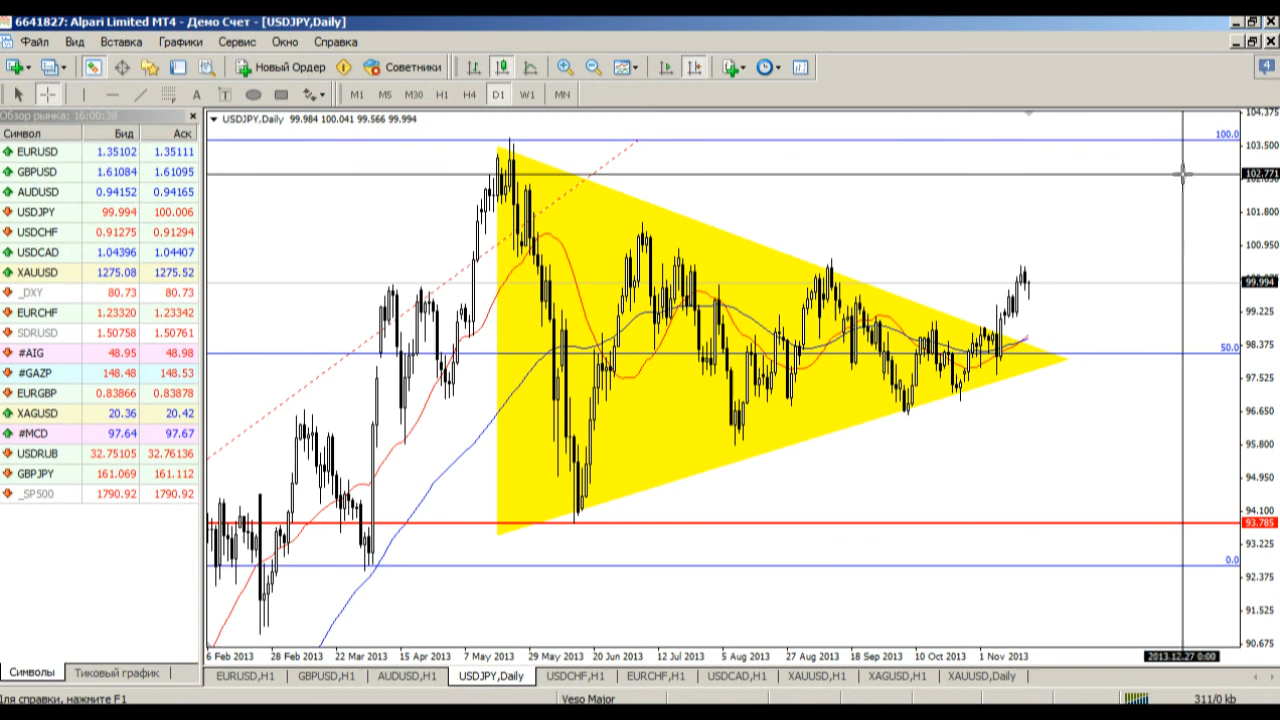 6641827: Alpari Limited MT4 - Демо Счет - [USDJPY,Daily]
Файл Вид Вставка Графики Сервис Окно Справка
Новый Ордер Советники 4
A T M1 M5 M30 H1 H4 D1 W1 MN
Обзор рынка: 16:00:38
Символ Бид Аск
EURUSD 1.35102 1.35111
GBPUSD 1.61084 1.61095
AUDUSD 0.94152 0.94165
USDJPY 99.994 100.006
USDCHF 0.91275 0.91294
USDCAD 1.04396 1.04407
XAUUSD 1275.08 1275.52
_DXY 80.73 80.73
EURCHF 1.23320 1.23342
SDRUSD 1.50758 1.50761
#AIG 48.95 48.98
#GAZP 148.48 148.53
EURGBP 0.83866 0.83878
XAGUSD 20.36 20.42
#MCD 97.64 97.67
USDRUB 32.75105 32.76136
GBPJPY 161.069 161.112
_SP500 1790.92 1790.92
Символы Тиковый график
USDJPY,Daily 99.984 100.041 99.566 99.994
100.0
50.0
0.0
104.375
103.500
102.771
101.800
100.950
99.994
99.225
98.375
97.525
96.650
95.800
94.950
94.100
93.785
93.225
92.375
91.525
90.675
6 Feb 2013 28 Feb 2013 22 Mar 2013 15 Apr 2013 7 May 2013 29 May 2013 20 Jun 2013 12 Jul 2013 5 Aug 2013 27 Aug 2013 18 Sep 2013 10 Oct 2013 1 Nov 2013 2013.12.27 0:00
EURUSD,H1 GBPUSD,H1 AUDUSD,H1 USDJPY,Daily USDCHF,H1 EURCHF,H1 USDCAD,H1 XAUUSD,H1 XAGUSD,H1 XAUUSD,Daily
Для справки, нажмите F1 Veso Major 311/0 kb